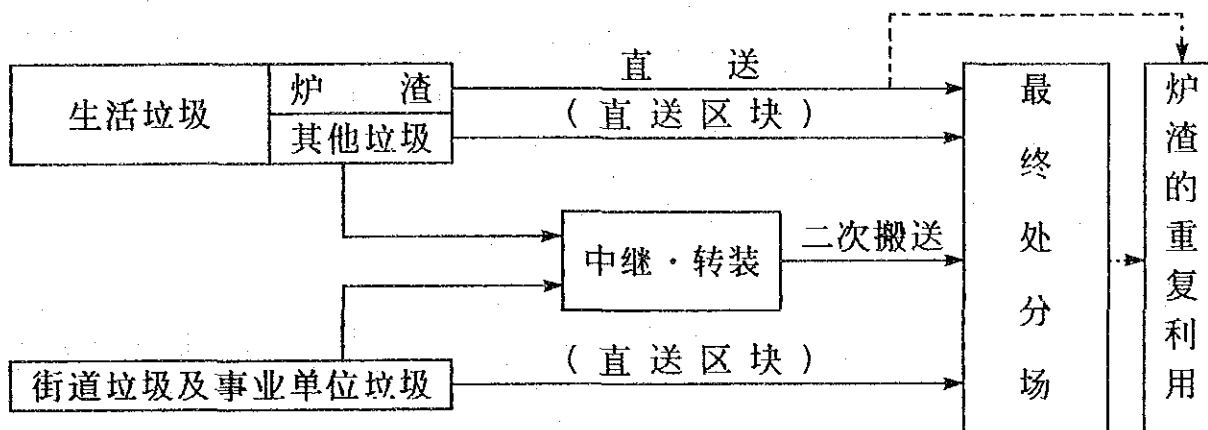 直送
炉渣
生活垃圾
(直送区块)
其他垃圾
中继·转装
二次搬送
(直送区块)
街道垃圾及事业单位垃圾
最终处分场
炉渣的重复利用